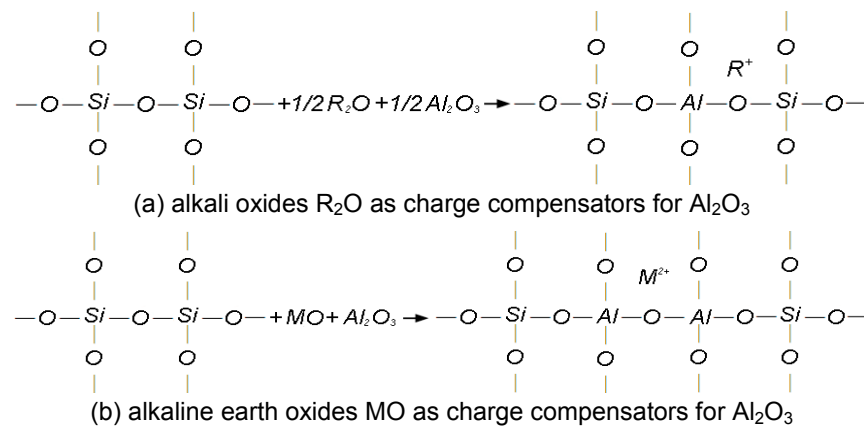 O O O O O
—O—Si—O—Si—O—+1/2R₂O+1/2Al₂O₃→—O—Si—O—Al—O—Si—O— R⁺
O O O O O
(a) alkali oxides R₂O as charge compensators for Al₂O₃
O O O O O O
—O—Si—O—Si—O—+MO+Al₂O₃→—O—Si—O—Al—O—Al—O—Si—O— M²⁺
O O O O O O
(b) alkaline earth oxides MO as charge compensators for Al₂O₃